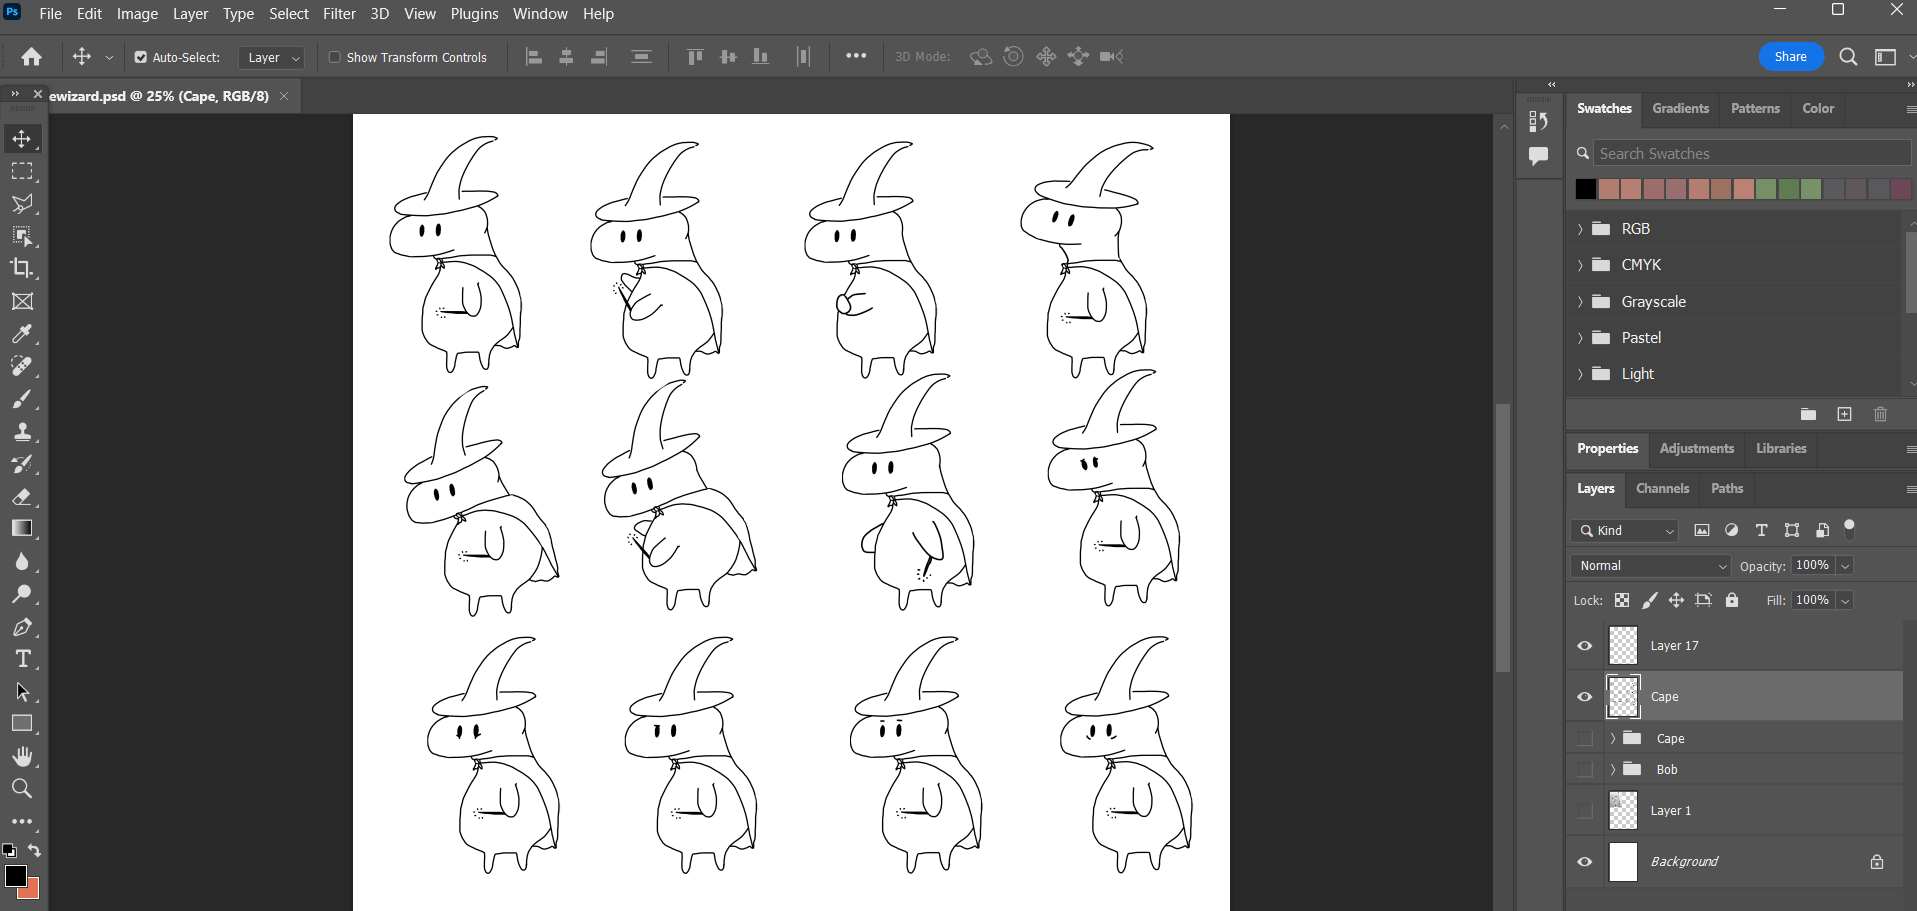 Ps File Edit Image Layer Type Select Filter 3D View Plugins Window Help
Auto-Select: Layer Show Transform Controls 3D Mode: Share
ewizard.psd @ 25% (Cape, RGB/8)
Swatches Gradients Patterns Color
Search Swatches
RGB
CMYK
Grayscale
Pastel
Light
Properties Adjustments Libraries
Layers Channels Paths
Kind
Normal Opacity: 100%
Lock: Fill: 100%
Layer 17
Cape
Cape
Bob
Layer 1
Background